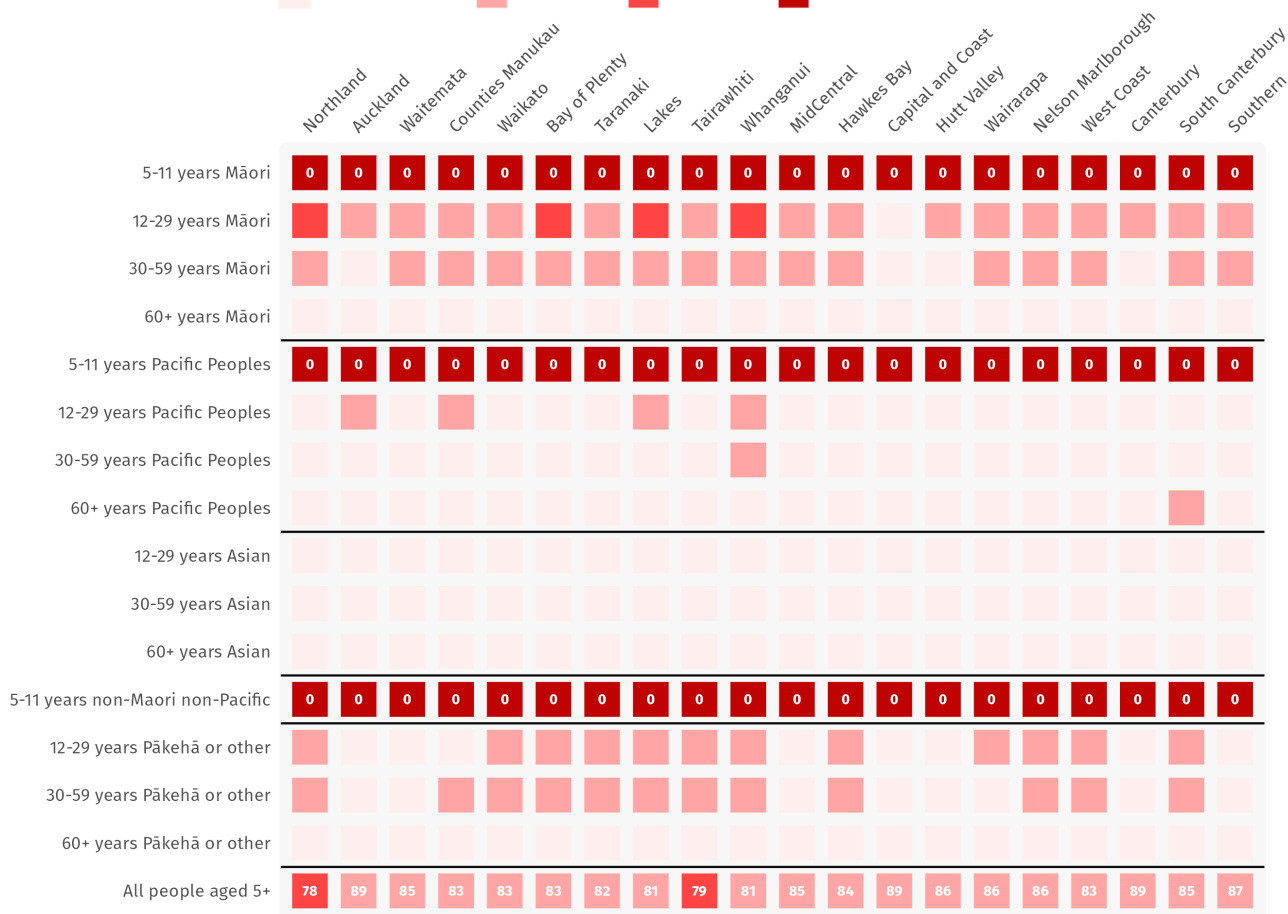 Northland Auckland Waitemata Counties Manukau Waikato Bay of Plenty Taranaki Lakes Tairawhiti Whanganui MidCentral Hawkes Bay Capital and Coast Hutt Valley Wairarapa Nelson Marlborough West Coast Canterbury South Canterbury Southern
5-11 years Māori 0 0 0 0 0 0 0 0 0 0 0 0 0 0 0 0 0 0 0 0
12-29 years Māori
30-59 years Māori
60+ years Māori
5-11 years Pacific Peoples 0 0 0 0 0 0 0 0 0 0 0 0 0 0 0 0 0 0 0 0
12-29 years Pacific Peoples
30-59 years Pacific Peoples
60+ years Pacific Peoples
12-29 years Asian
30-59 years Asian
60+ years Asian
5-11 years non-Maori non-Pacific 0 0 0 0 0 0 0 0 0 0 0 0 0 0 0 0 0 0 0 0
12-29 years Pākehā or other
30-59 years Pākehā or other
60+ years Pākehā or other
All people aged 5+ 78 89 85 83 83 83 82 81 79 81 85 84 89 86 86 86 83 89 85 87